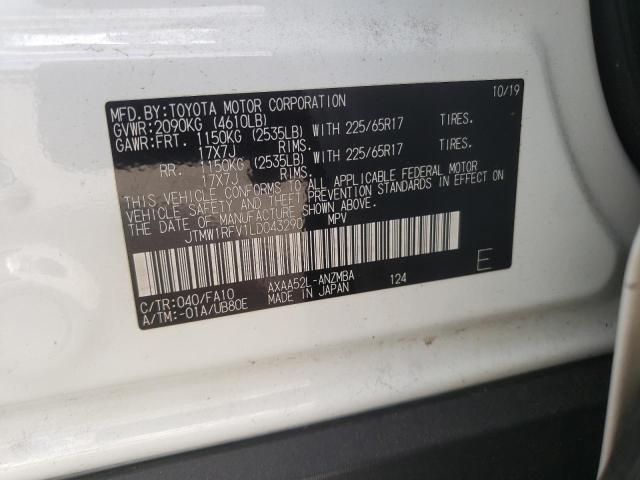 MFD.BY:TOYOTA MOTOR CORPORATION 10/19
GVWR:2090KG (4610LB)
GAWR:FRT. 1150KG (2535LB) WITH 225/65R17 TIRES.
17X7J RIMS.
RR. 1150KG (2535LB) WITH 225/65R17 TIRES.
17X7J RIMS.
THIS VEHICLE CONFORMS TO ALL APPLICABLE FEDERAL MOTOR
VEHICLE SAFETY AND THEFT PREVENTION STANDARDS IN EFFECT ON
THE DATE OF MANUFACTURE SHOWN ABOVE.
JTMW1RFV1LD043290 MPV
E
C/TR:040/FA10 AXAA52L-ANZMBA 124
A/TM:-01A/UB80E MADE IN JAPAN